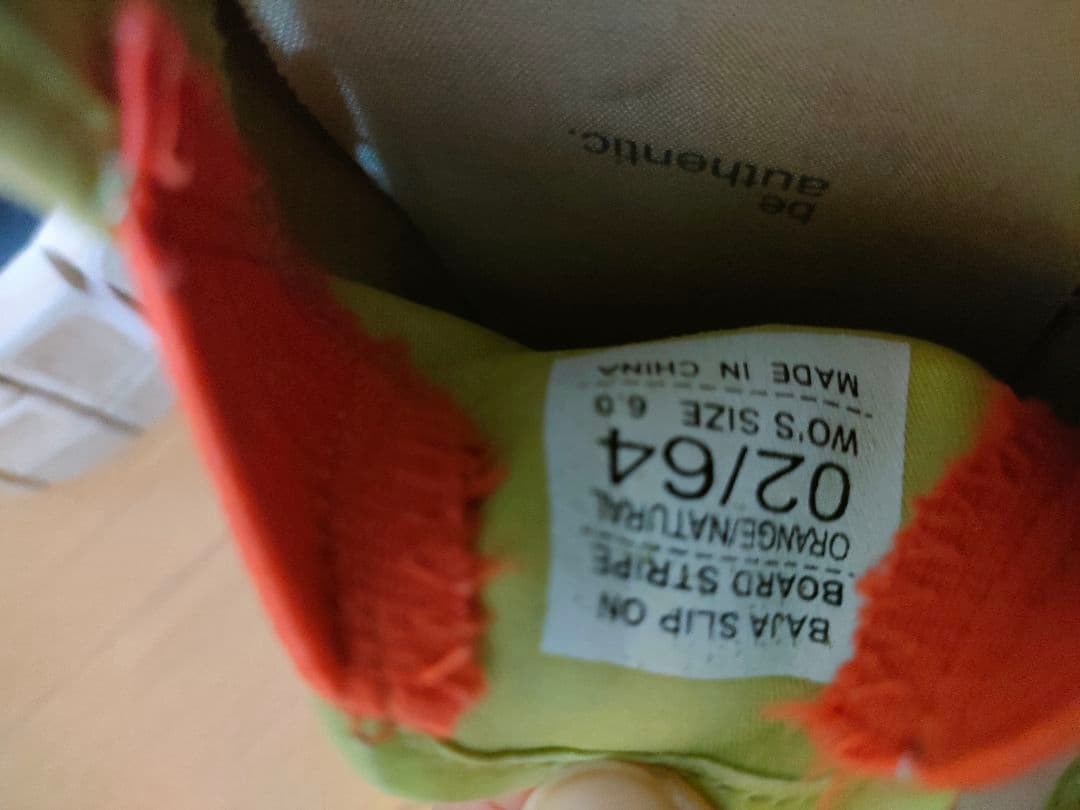 BAJA SLIP ON
BOARD STRIPE
ORANGE/NATURAL
02/64
WO'S SIZE 6.0
MADE IN CHINA
be
authentic.